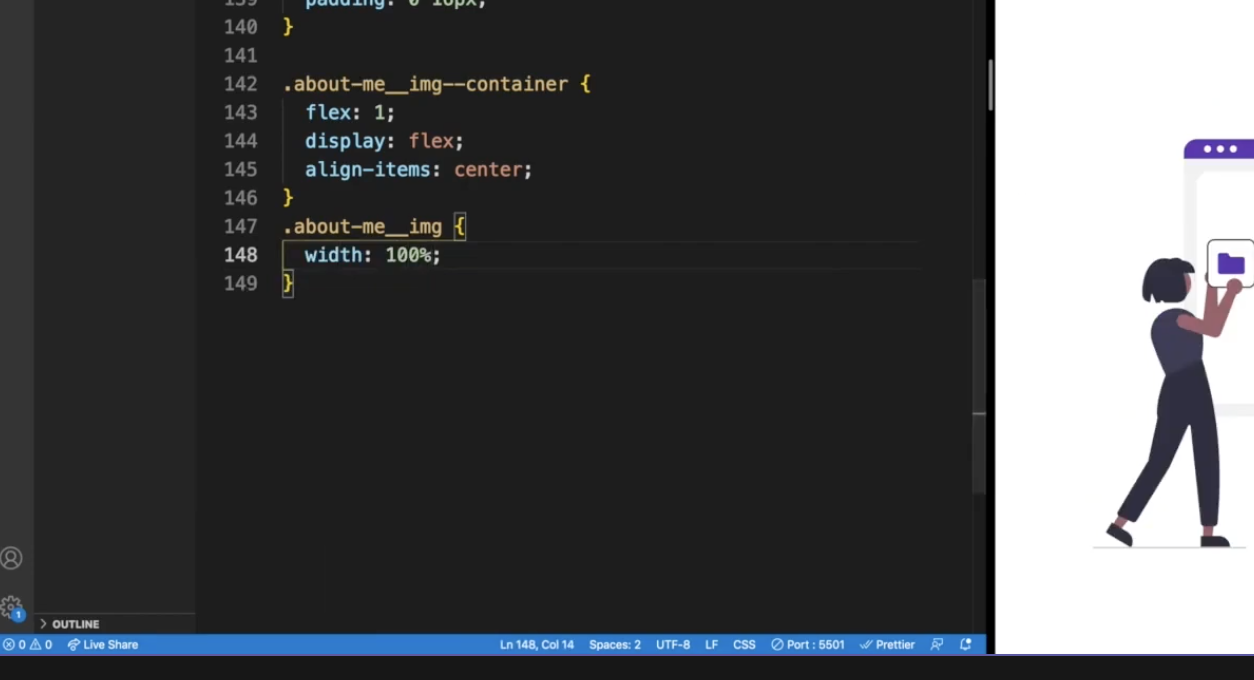 139 padding: 0 16px;
140 }
141
142 .about-me__img--container {
143 flex: 1;
144 display: flex;
145 align-items: center;
146 }
147 .about-me__img {
148 width: 100%;
149 }
1
OUTLINE
0 0 Live Share Ln 148, Col 14 Spaces: 2 UTF-8 LF CSS Port : 5501 Prettier